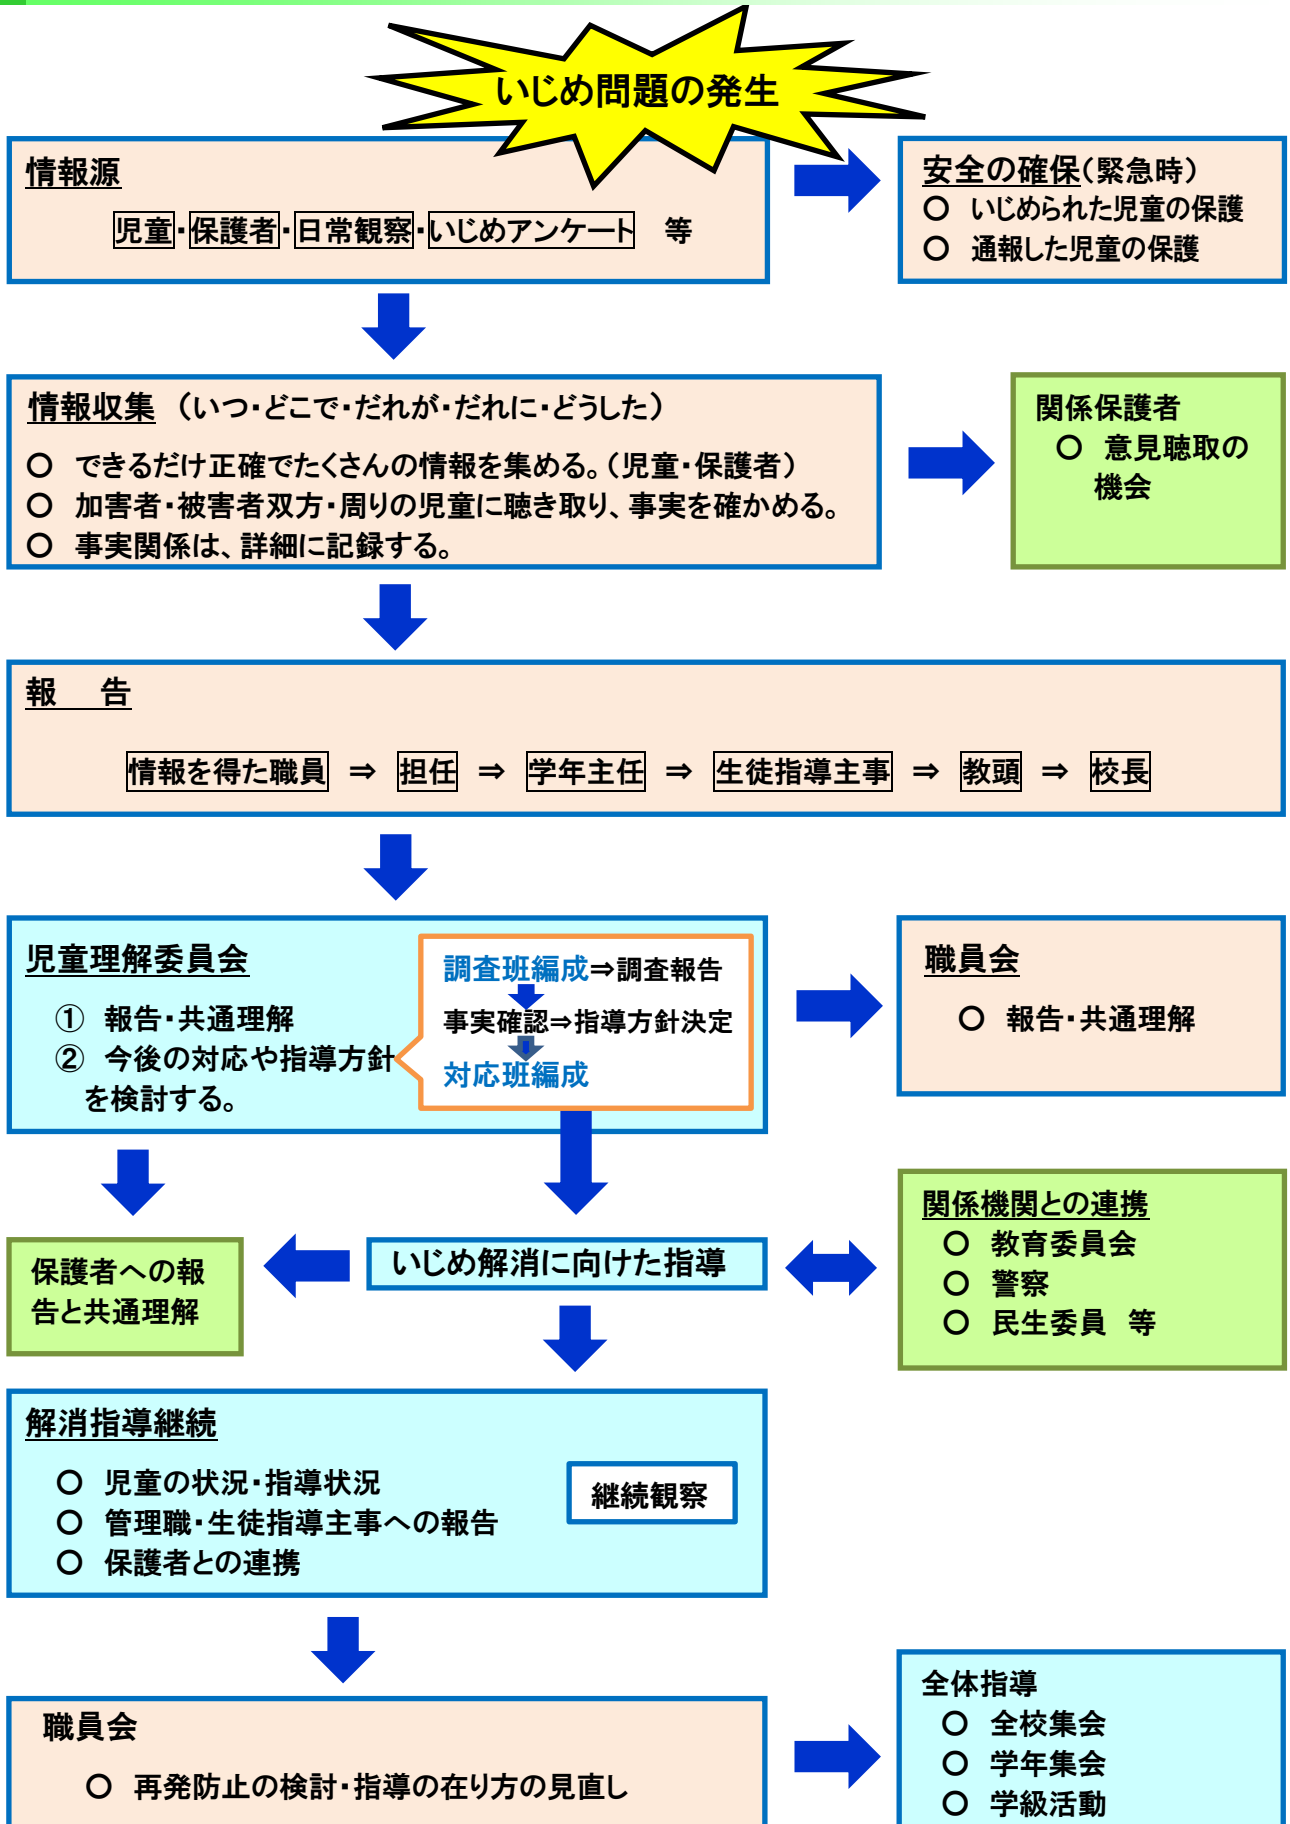 いじめ問題の発生
情報源
児童・保護者・日常観察・いじめアンケート　等
安全の確保（緊急時）
○　いじめられた児童の保護
○　通報した児童の保護
情報収集　（いつ・どこで・だれが・だれに・どうした）
○　できるだけ正確でたくさんの情報を集める。（児童・保護者）
○　加害者・被害者双方・周りの児童に聴き取り、事実を確かめる。
○　事実関係は、詳細に記録する。
関係保護者
○　意見聴取の
機会
報　告
情報を得た職員　⇒　担任　⇒　学年主任　⇒　生徒指導主事　⇒　教頭　⇒　校長
児童理解委員会
①　報告・共通理解
②　今後の対応や指導方針
を検討する。
調査班編成⇒調査報告
事実確認⇒指導方針決定
対応班編成
職員会
○　報告・共通理解
保護者への報
告と共通理解
いじめ解消に向けた指導
関係機関との連携
○　教育委員会
○　警察
○　民生委員　等
解消指導継続
○　児童の状況・指導状況
○　管理職・生徒指導主事への報告
○　保護者との連携
継続観察
職員会
○　再発防止の検討・指導の在り方の見直し
全体指導
○　全校集会
○　学年集会
○　学級活動